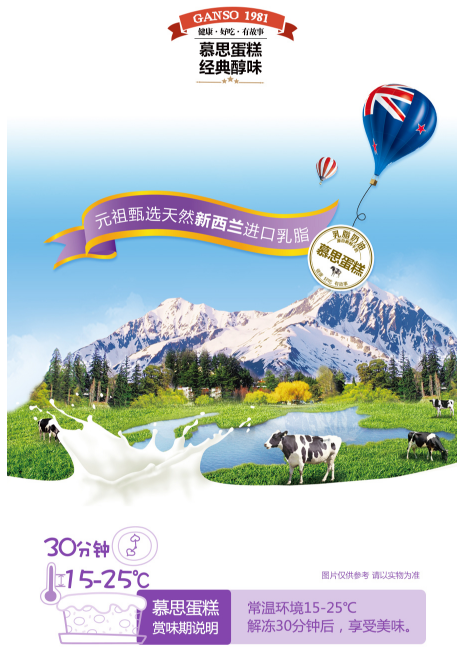 GANSO 1981
健康·好吃·有故事
慕思蛋糕
经典醇味
元祖甄选天然新西兰进口乳脂
乳脂奶油
慕思蛋糕
30分钟
15-25℃
图片仅供参考 请以实物为准
慕思蛋糕
赏味期说明
常温环境15-25℃
解冻30分钟后，享受美味。